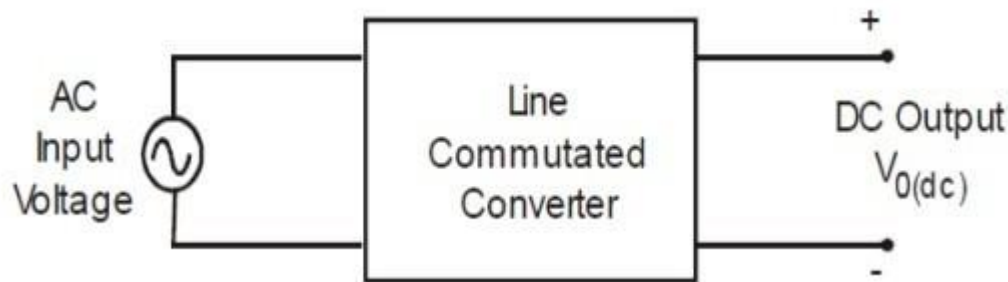 AC
Input
Voltage
Line
Commutated
Converter
+
DC Output
V0(dc)
-